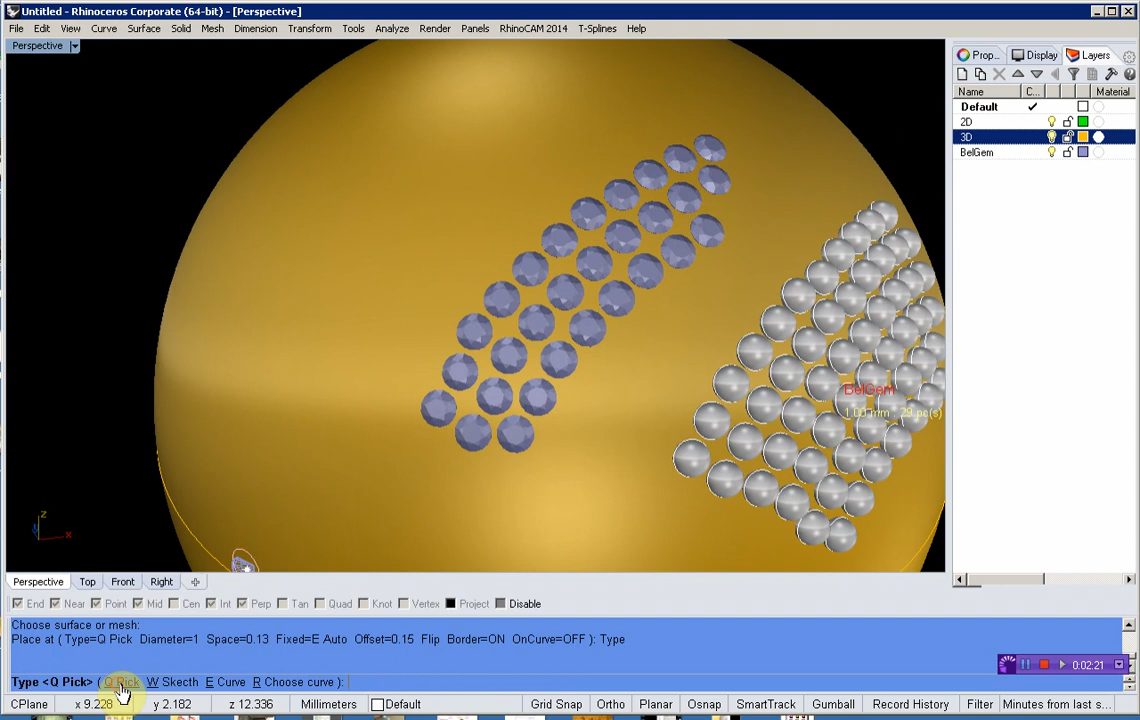 Untitled - Rhinoceros Corporate (64-bit) - [Perspective]
File Edit View Curve Surface Solid Mesh Dimension Transform Tools Analyze Render Panels RhinoCAM 2014 T-Splines Help
Perspective
Prop... Display Layers
Name C... Material
Default
2D
3D
BelGem
BelGem
1.00 mm 29 pc(s)
z
x
Perspective Top Front Right
End Near Point Mid Cen Int Perp Tan Quad Knot Vertex Project Disable
Choose surface or mesh:
Place at ( Type=Q Pick Diameter=1 Space=0.13 Fixed=E Auto Offset=0.15 Flip Border=ON OnCurve=OFF ): Type
0:02:21
Type <Q Pick> ( Q Pick W Skecth E Curve R Choose curve ):
CPlane x 9.228 y 2.182 z 12.336 Millimeters Default Grid Snap Ortho Planar Osnap SmartTrack Gumball Record History Filter Minutes from last s...